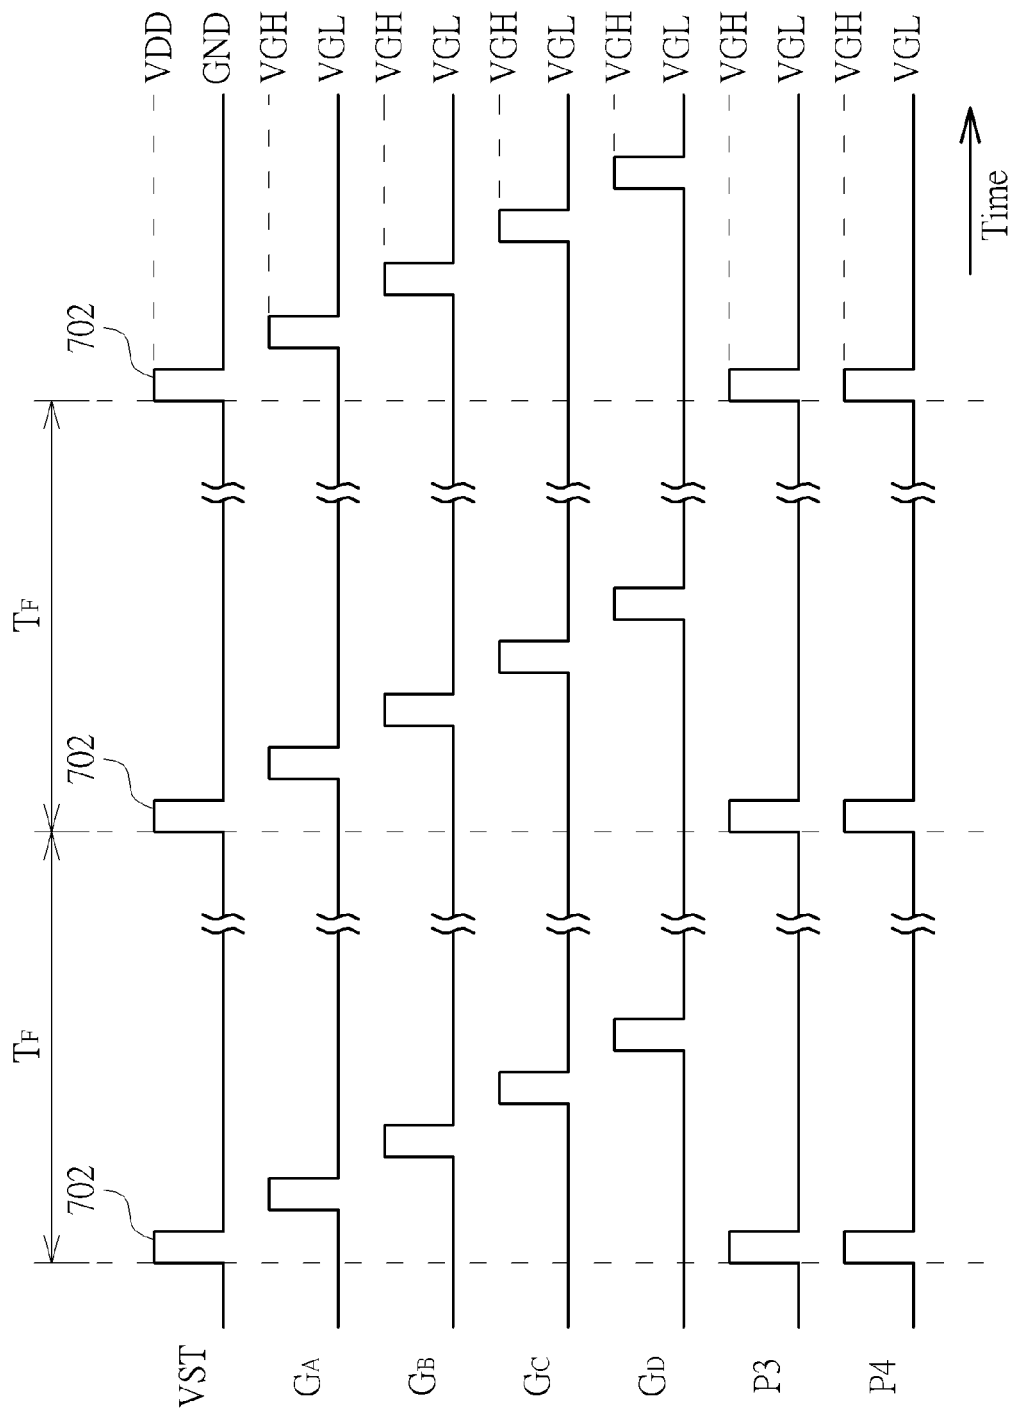 TF TF
702 702 702
VST VDD
GND
GA VGH
VGL
GB VGH
VGL
GC VGH
VGL
GD VGH
VGL
P3 VGH
VGL
P4 VGH
VGL
Time